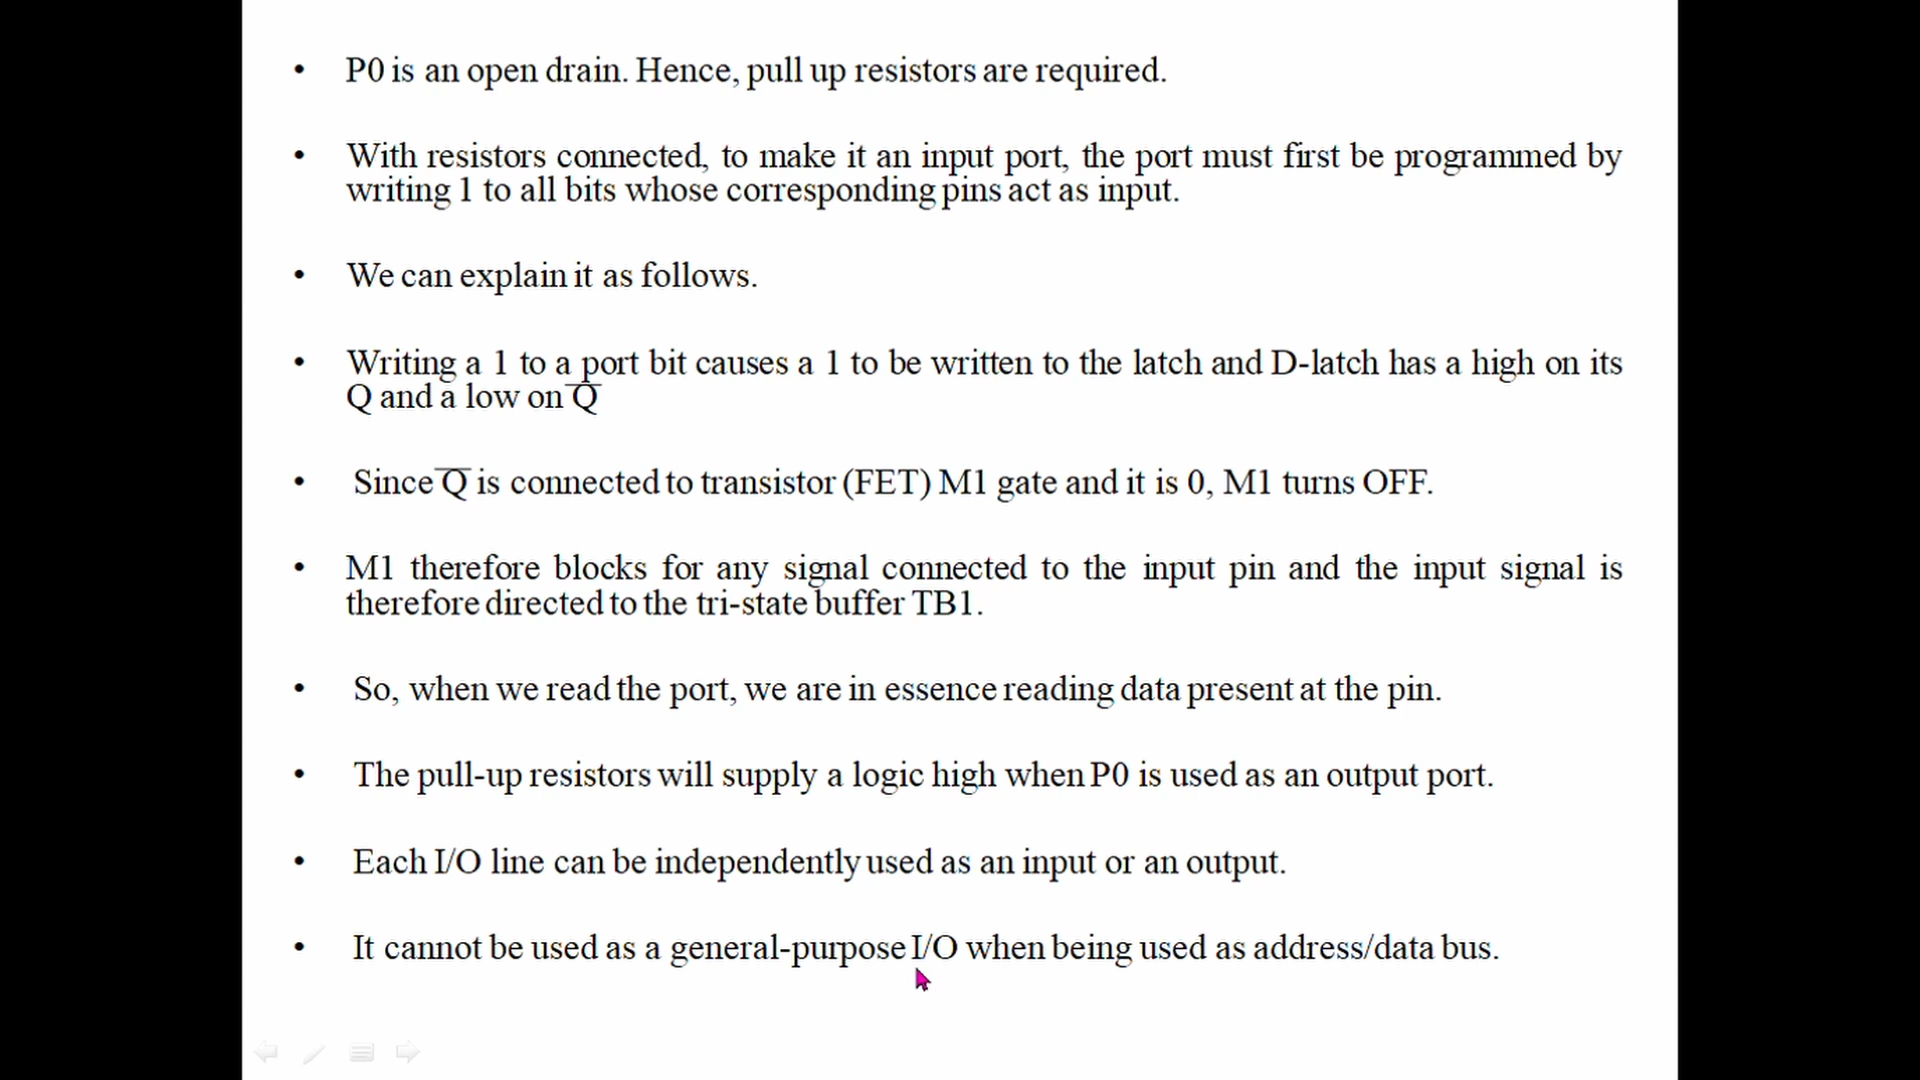 • P0 is an open drain. Hence, pull up resistors are required.
• With resistors connected, to make it an input port, the port must first be programmed by
writing 1 to all bits whose corresponding pins act as input.
• We can explain it as follows.
• Writing a 1 to a port bit causes a 1 to be written to the latch and D-latch has a high on its
Q and a low on Q̅
• Since Q̅ is connected to transistor (FET) M1 gate and it is 0, M1 turns OFF.
• M1 therefore blocks for any signal connected to the input pin and the input signal is
therefore directed to the tri-state buffer TB1.
• So, when we read the port, we are in essence reading data present at the pin.
• The pull-up resistors will supply a logic high when P0 is used as an output port.
• Each I/O line can be independently used as an input or an output.
• It cannot be used as a general-purpose I/O when being used as address/data bus.